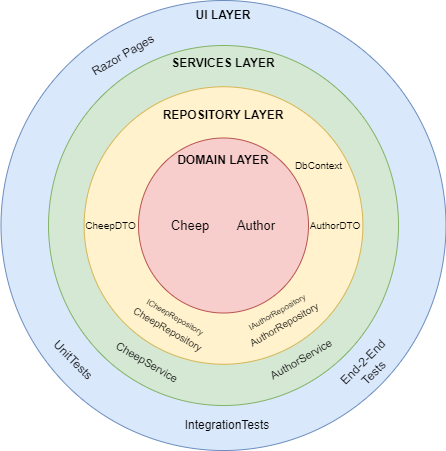 UI LAYER
Razor Pages
SERVICES LAYER
REPOSITORY LAYER
DOMAIN LAYER
DbContext
CheepDTO
Cheep
Author
AuthorDTO
ICheepRepository
CheepRepository
IAuthorRepository
AuthorRepository
CheepService
AuthorService
UnitTests
End-2-End
Tests
IntegrationTests